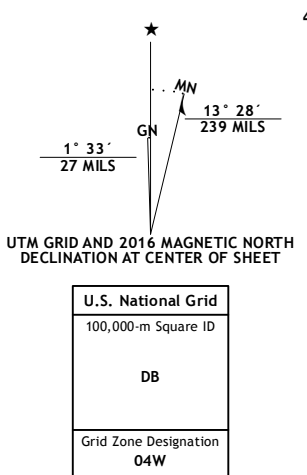 4
★
MN
GN
13° 28´
239 MILS
1° 33´
27 MILS
UTM GRID AND 2016 MAGNETIC NORTH
DECLINATION AT CENTER OF SHEET
U.S. National Grid
100,000-m Square ID
DB
Grid Zone Designation
04W